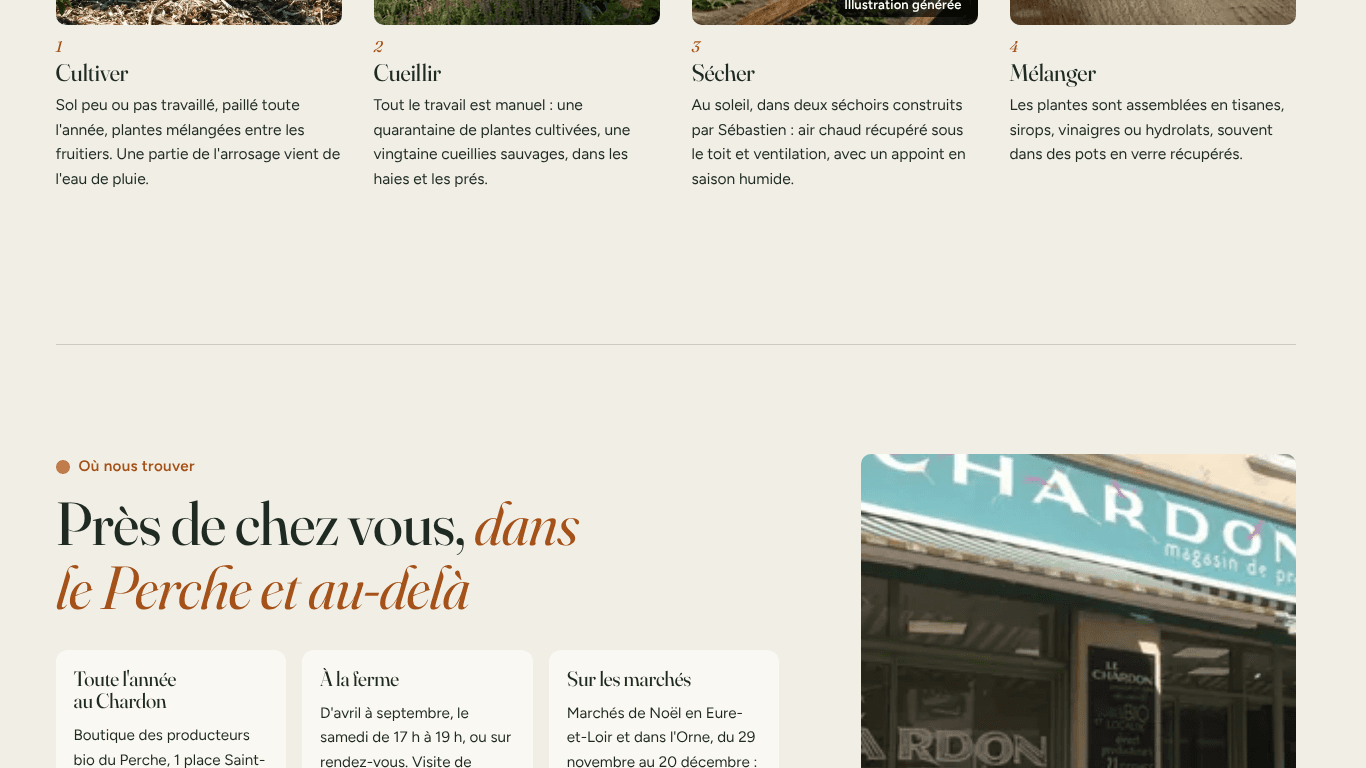 Illustration générée
1
Cultiver
Sol peu ou pas travaillé, paillé toute
l'année, plantes mélangées entre les
fruitiers. Une partie de l'arrosage vient de
l'eau de pluie.
2
Cueillir
Tout le travail est manuel : une
quarantaine de plantes cultivées, une
vingtaine cueillies sauvages, dans les
haies et les prés.
3
Sécher
Au soleil, dans deux séchoirs construits
par Sébastien : air chaud récupéré sous
le toit et ventilation, avec un appoint en
saison humide.
4
Mélanger
Les plantes sont assemblées en tisanes,
sirops, vinaigres ou hydrolats, souvent
dans des pots en verre récupérés.
Où nous trouver
Près de chez vous, dans
le Perche et au-delà
Toute l'année
au Chardon
Boutique des producteurs
bio du Perche, 1 place Saint-
À la ferme
D'avril à septembre, le
samedi de 17 h à 19 h, ou sur
rendez-vous. Visite de
Sur les marchés
Marchés de Noël en Eure-
et-Loir et dans l'Orne, du 29
novembre au 20 décembre :
CHARDON
magasin de
LE
CHARDON
ARDON